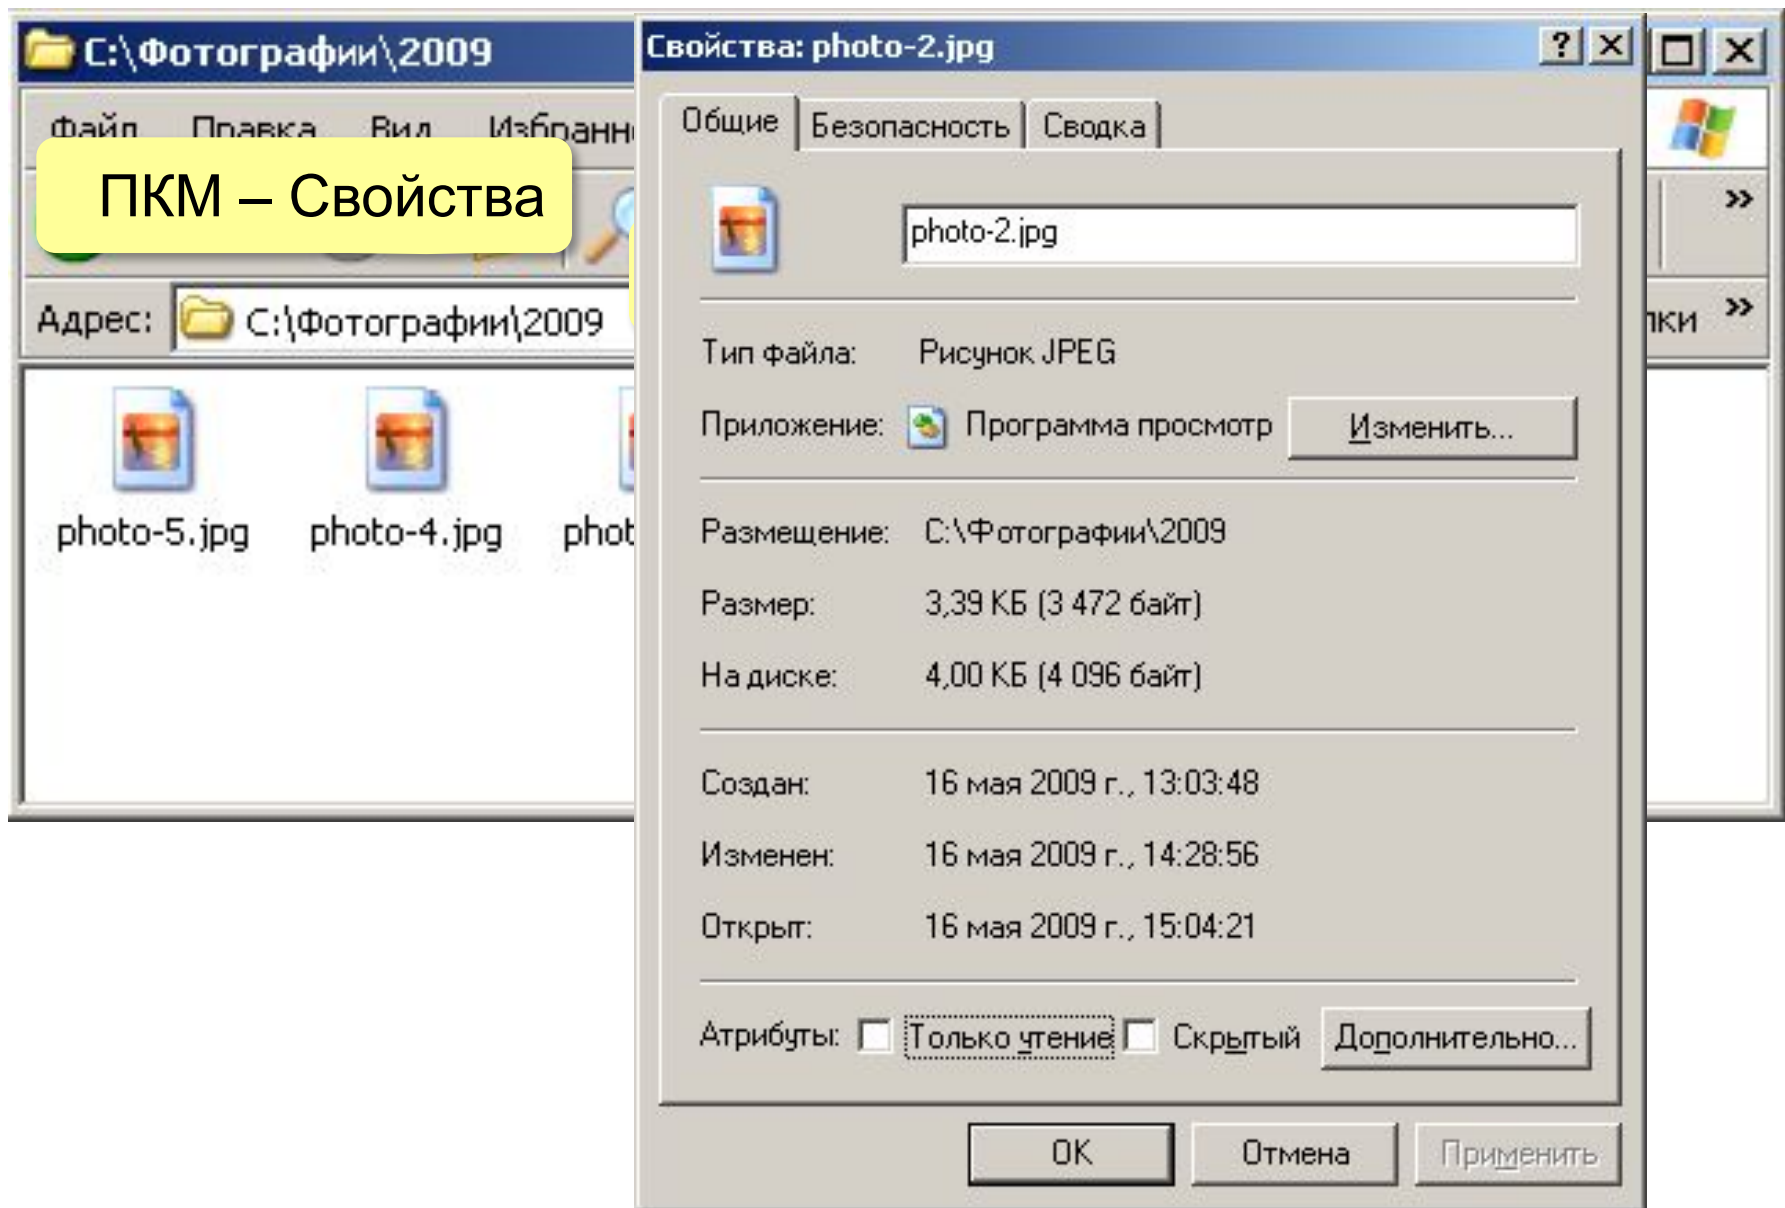 C:\Фотографии\2009
Файл Правка Вид
ПКМ – Свойства
Адрес: C:\Фотографии\2009
photo-5.jpg photo-4.jpg
Свойства: photo-2.jpg
Общие Безопасность Сводка
photo-2.jpg
Тип файла: Рисунок JPEG
Приложение: Программа просмотр Изменить...
Размещение: C:\Фотографии\2009
Размер: 3,39 КБ (3 472 байт)
На диске: 4,00 КБ (4 096 байт)
Создан: 16 мая 2009 г., 13:03:48
Изменен: 16 мая 2009 г., 14:28:56
Открыт: 16 мая 2009 г., 15:04:21
Атрибуты: Только чтение Скрытый Дополнительно...
OK Отмена Применить